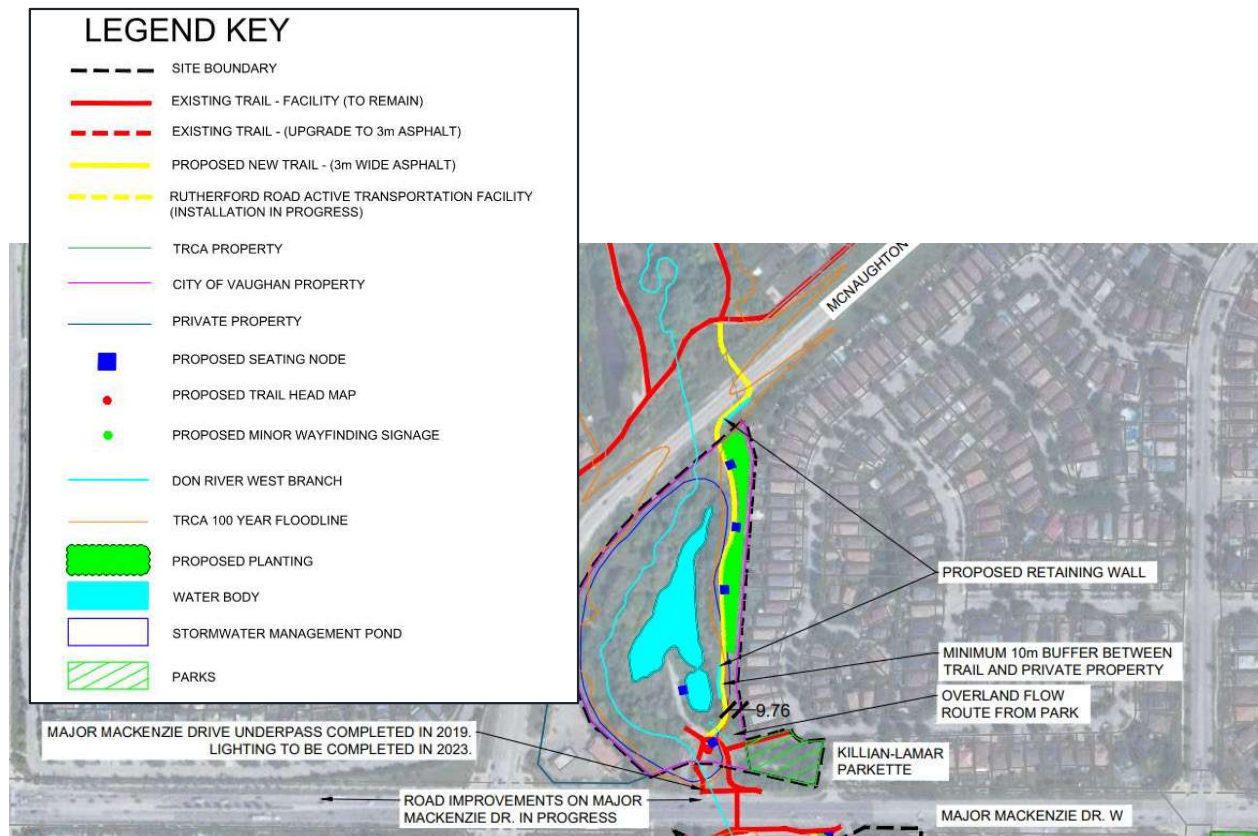 LEGEND KEY
SITE BOUNDARY
EXISTING TRAIL - FACILITY (TO REMAIN)
EXISTING TRAIL - (UPGRADE TO 3m ASPHALT)
PROPOSED NEW TRAIL - (3m WIDE ASPHALT)
RUTHERFORD ROAD ACTIVE TRANSPORTATION FACILITY
(INSTALLATION IN PROGRESS)
TRCA PROPERTY
CITY OF VAUGHAN PROPERTY
PRIVATE PROPERTY
PROPOSED SEATING NODE
PROPOSED TRAIL HEAD MAP
PROPOSED MINOR WAYFINDING SIGNAGE
DON RIVER WEST BRANCH
TRCA 100 YEAR FLOODLINE
PROPOSED PLANTING
WATER BODY
STORMWATER MANAGEMENT POND
PARKS
MCNAUGHTON
PROPOSED RETAINING WALL
MINIMUM 10m BUFFER BETWEEN
TRAIL AND PRIVATE PROPERTY
OVERLAND FLOW
ROUTE FROM PARK
9.76
MAJOR MACKENZIE DRIVE UNDERPASS COMPLETED IN 2019.
LIGHTING TO BE COMPLETED IN 2023.
KILLIAN-LAMAR
PARKETTE
ROAD IMPROVEMENTS ON MAJOR
MACKENZIE DR. IN PROGRESS
MAJOR MACKENZIE DR. W